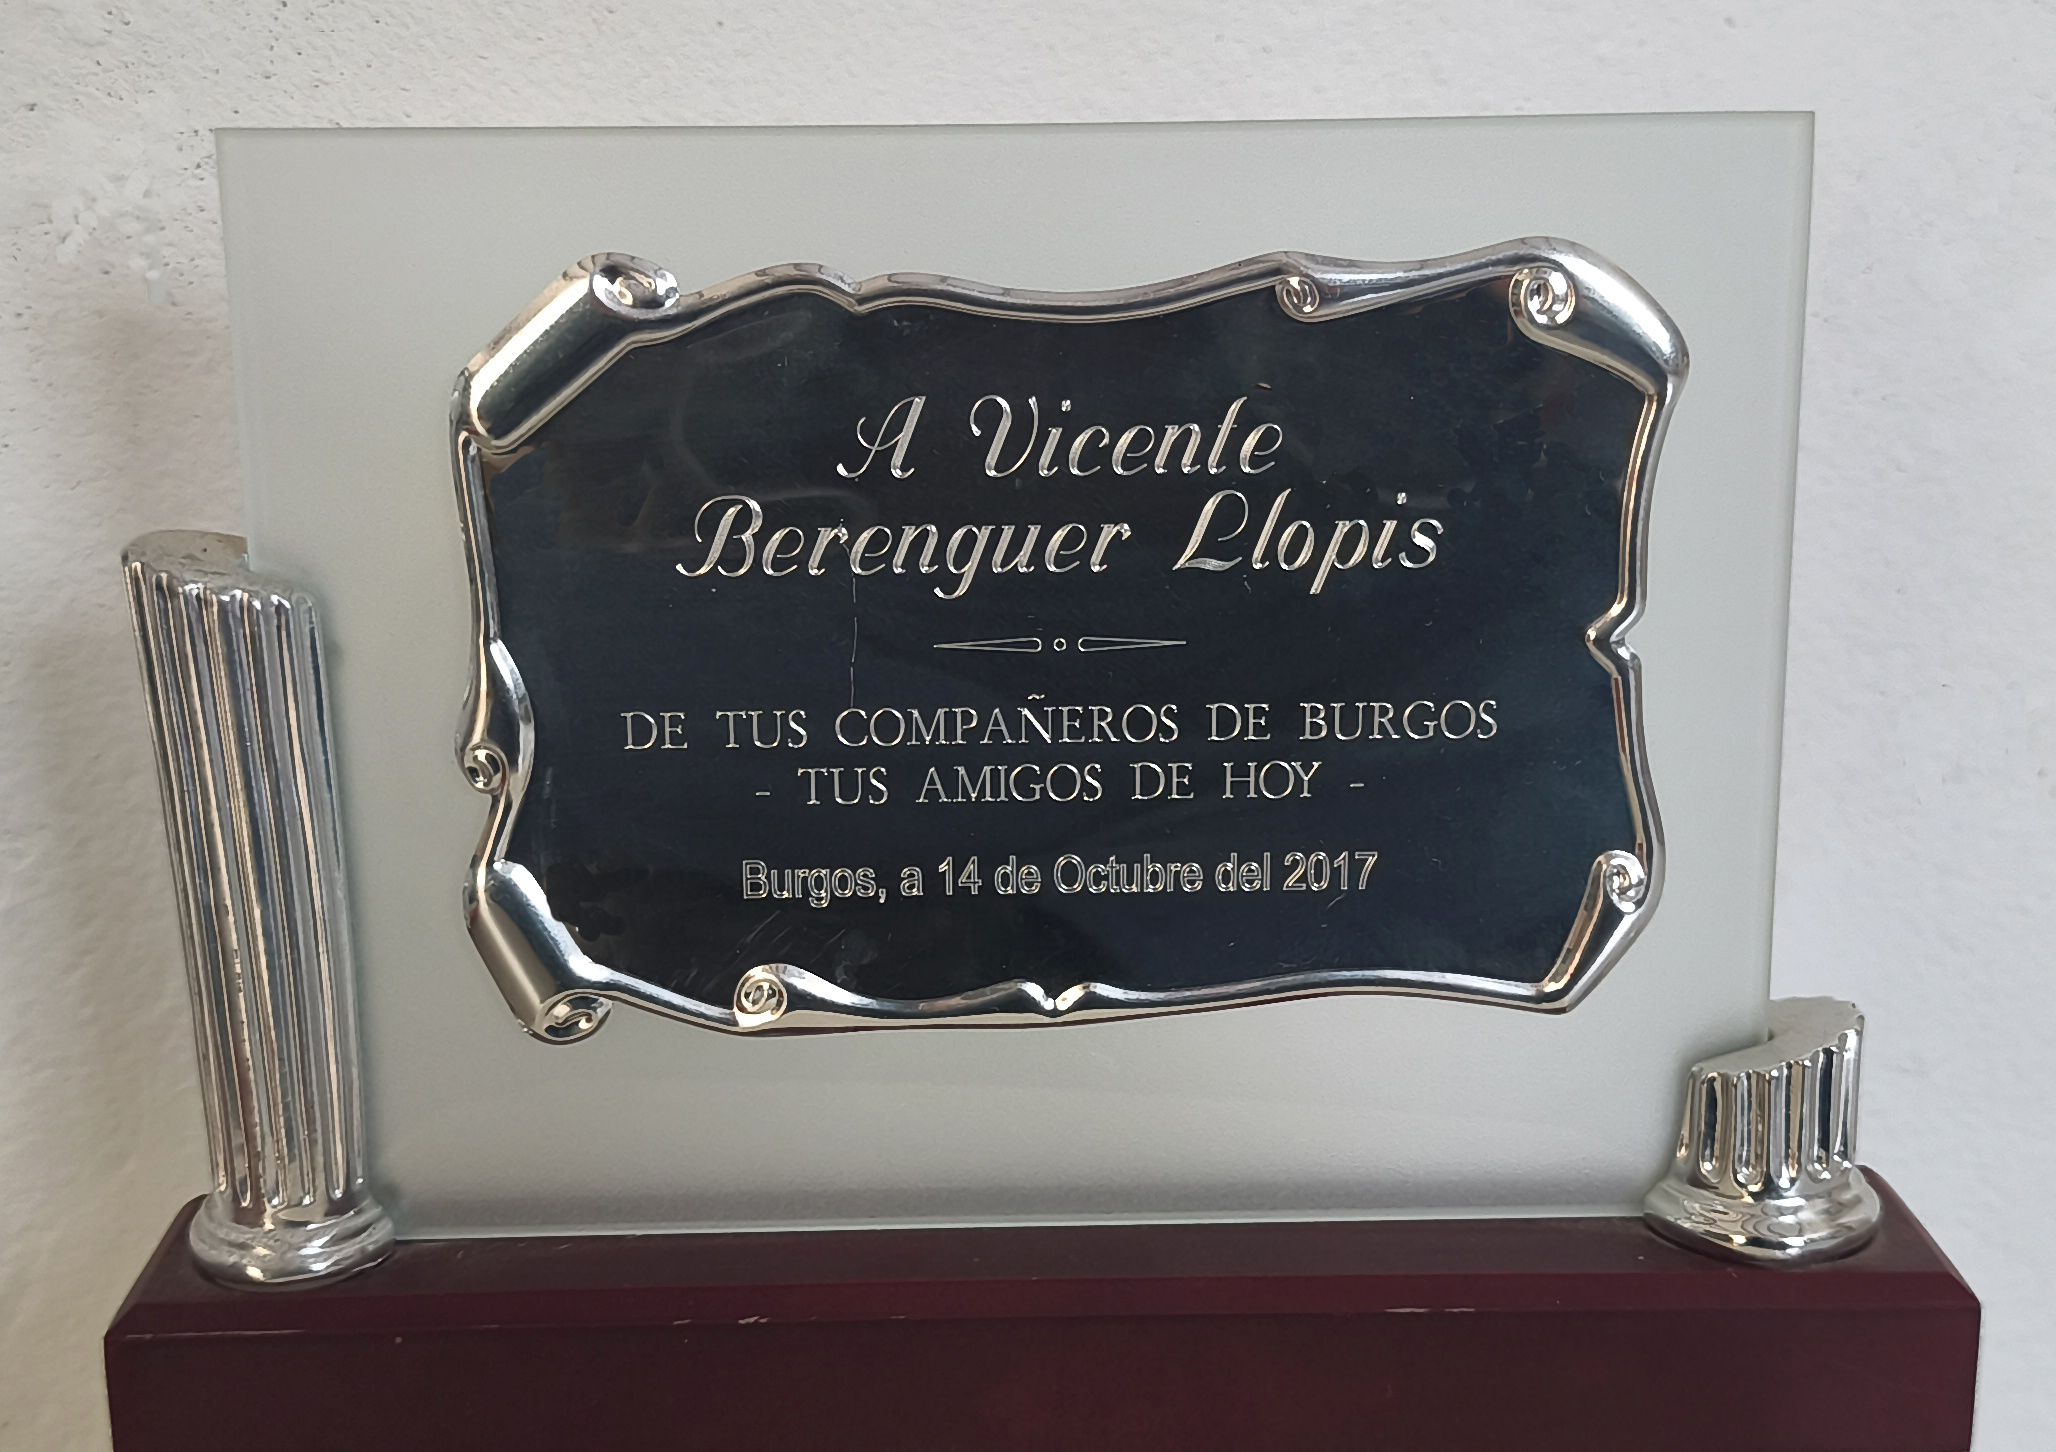 A Vicente
Berenguer Llopis
DE TUS COMPAÑEROS DE BURGOS
- TUS AMIGOS DE HOY -
Burgos, a 14 de Octubre del 2017